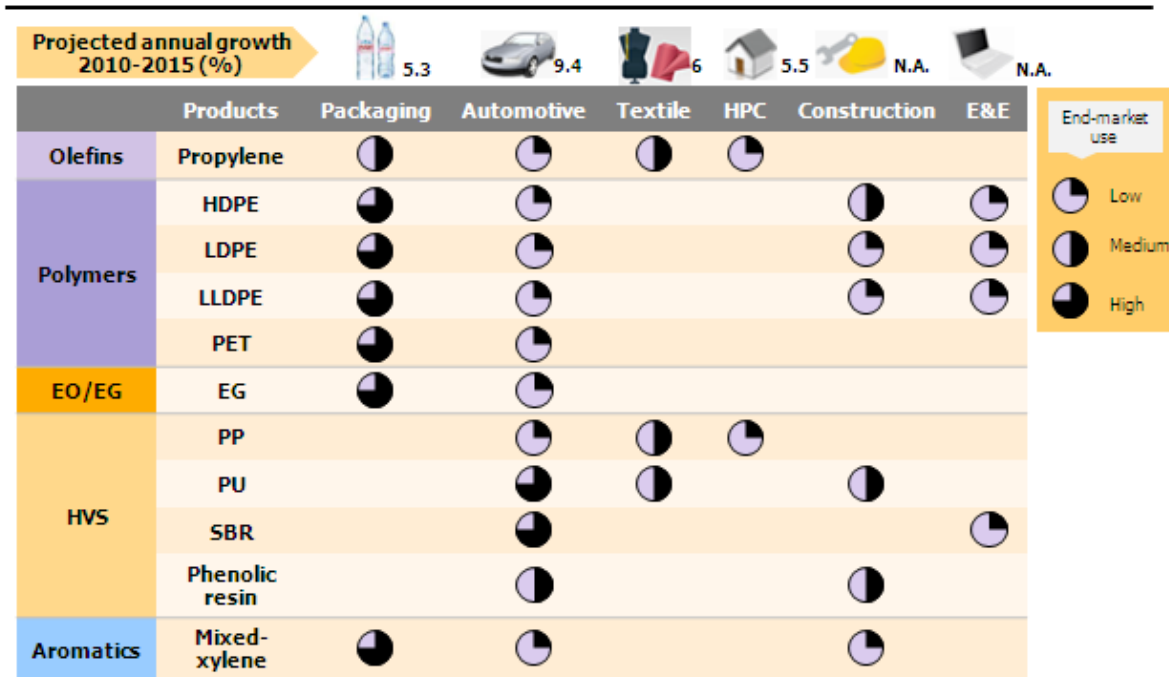 Projected annual growth
2010-2015 (%)
5.3
9.4
6
5.5
N.A.
N.A.
Products Packaging Automotive Textile HPC Construction E&E
Olefins Propylene
HDPE
LDPE
Polymers
LLDPE
PET
EO/EG EG
PP
PU
HVS
SBR
Phenolic
resin
Aromatics
Mixed-
xylene
End-market
use
Low
Medium
High